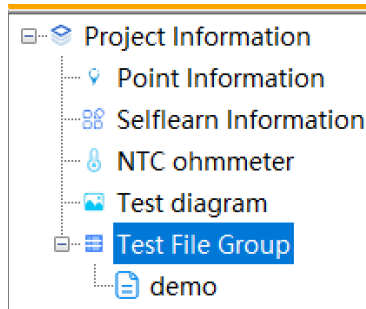 Project Information
Point Information
Selflearn Information
NTC ohmmeter
Test diagram
Test File Group
demo